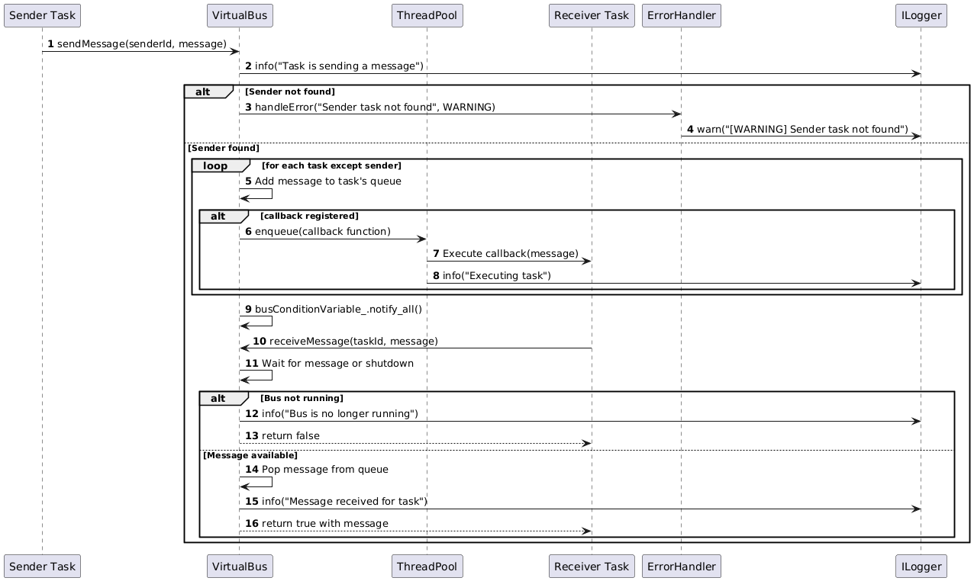 Sender Task VirtualBus ThreadPool Receiver Task ErrorHandler ILogger
1 sendMessage(senderId, message)
2 info("Task is sending a message")
alt [Sender not found]
3 handleError("Sender task not found", WARNING)
4 warn("[WARNING] Sender task not found")
[Sender found]
loop [for each task except sender]
5 Add message to task's queue
alt [callback registered]
6 enqueue(callback function)
7 Execute callback(message)
8 info("Executing task")
9 busConditionVariable_.notify_all()
10 receiveMessage(taskId, message)
11 Wait for message or shutdown
alt [Bus not running]
12 info("Bus is no longer running")
13 return false
[Message available]
14 Pop message from queue
15 info("Message received for task")
16 return true with message
Sender Task VirtualBus ThreadPool Receiver Task ErrorHandler ILogger